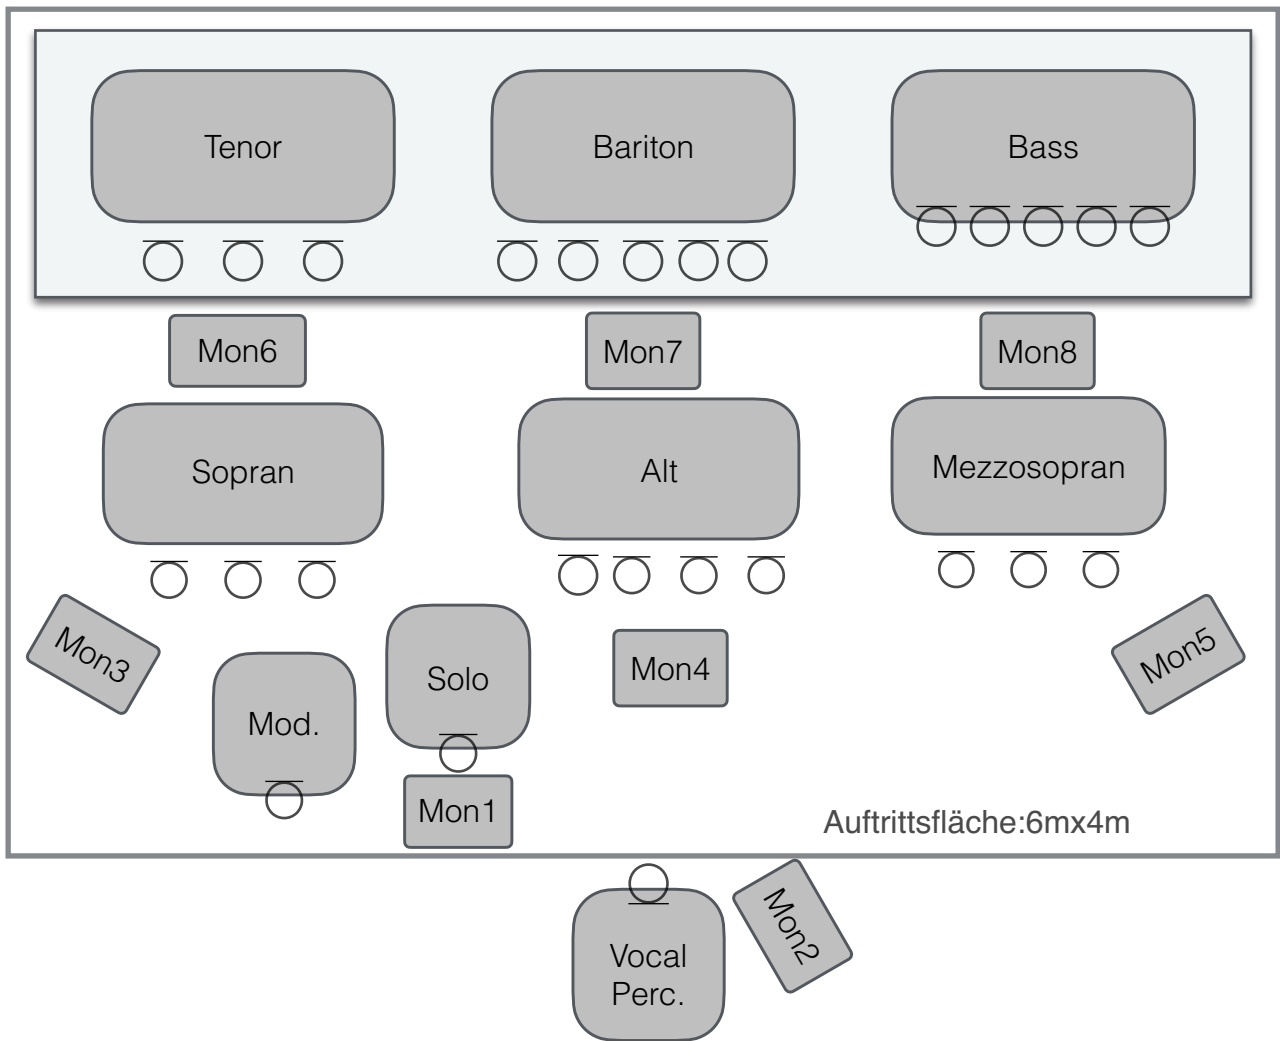 Tenor
Bariton
Bass
Mon6
Mon7
Mon8
Sopran
Alt
Mezzosopran
Mon3
Mod.
Solo
Mon4
Mon5
Mon1
Auftrittsfläche:6mx4m
Vocal
Perc.
Mon2